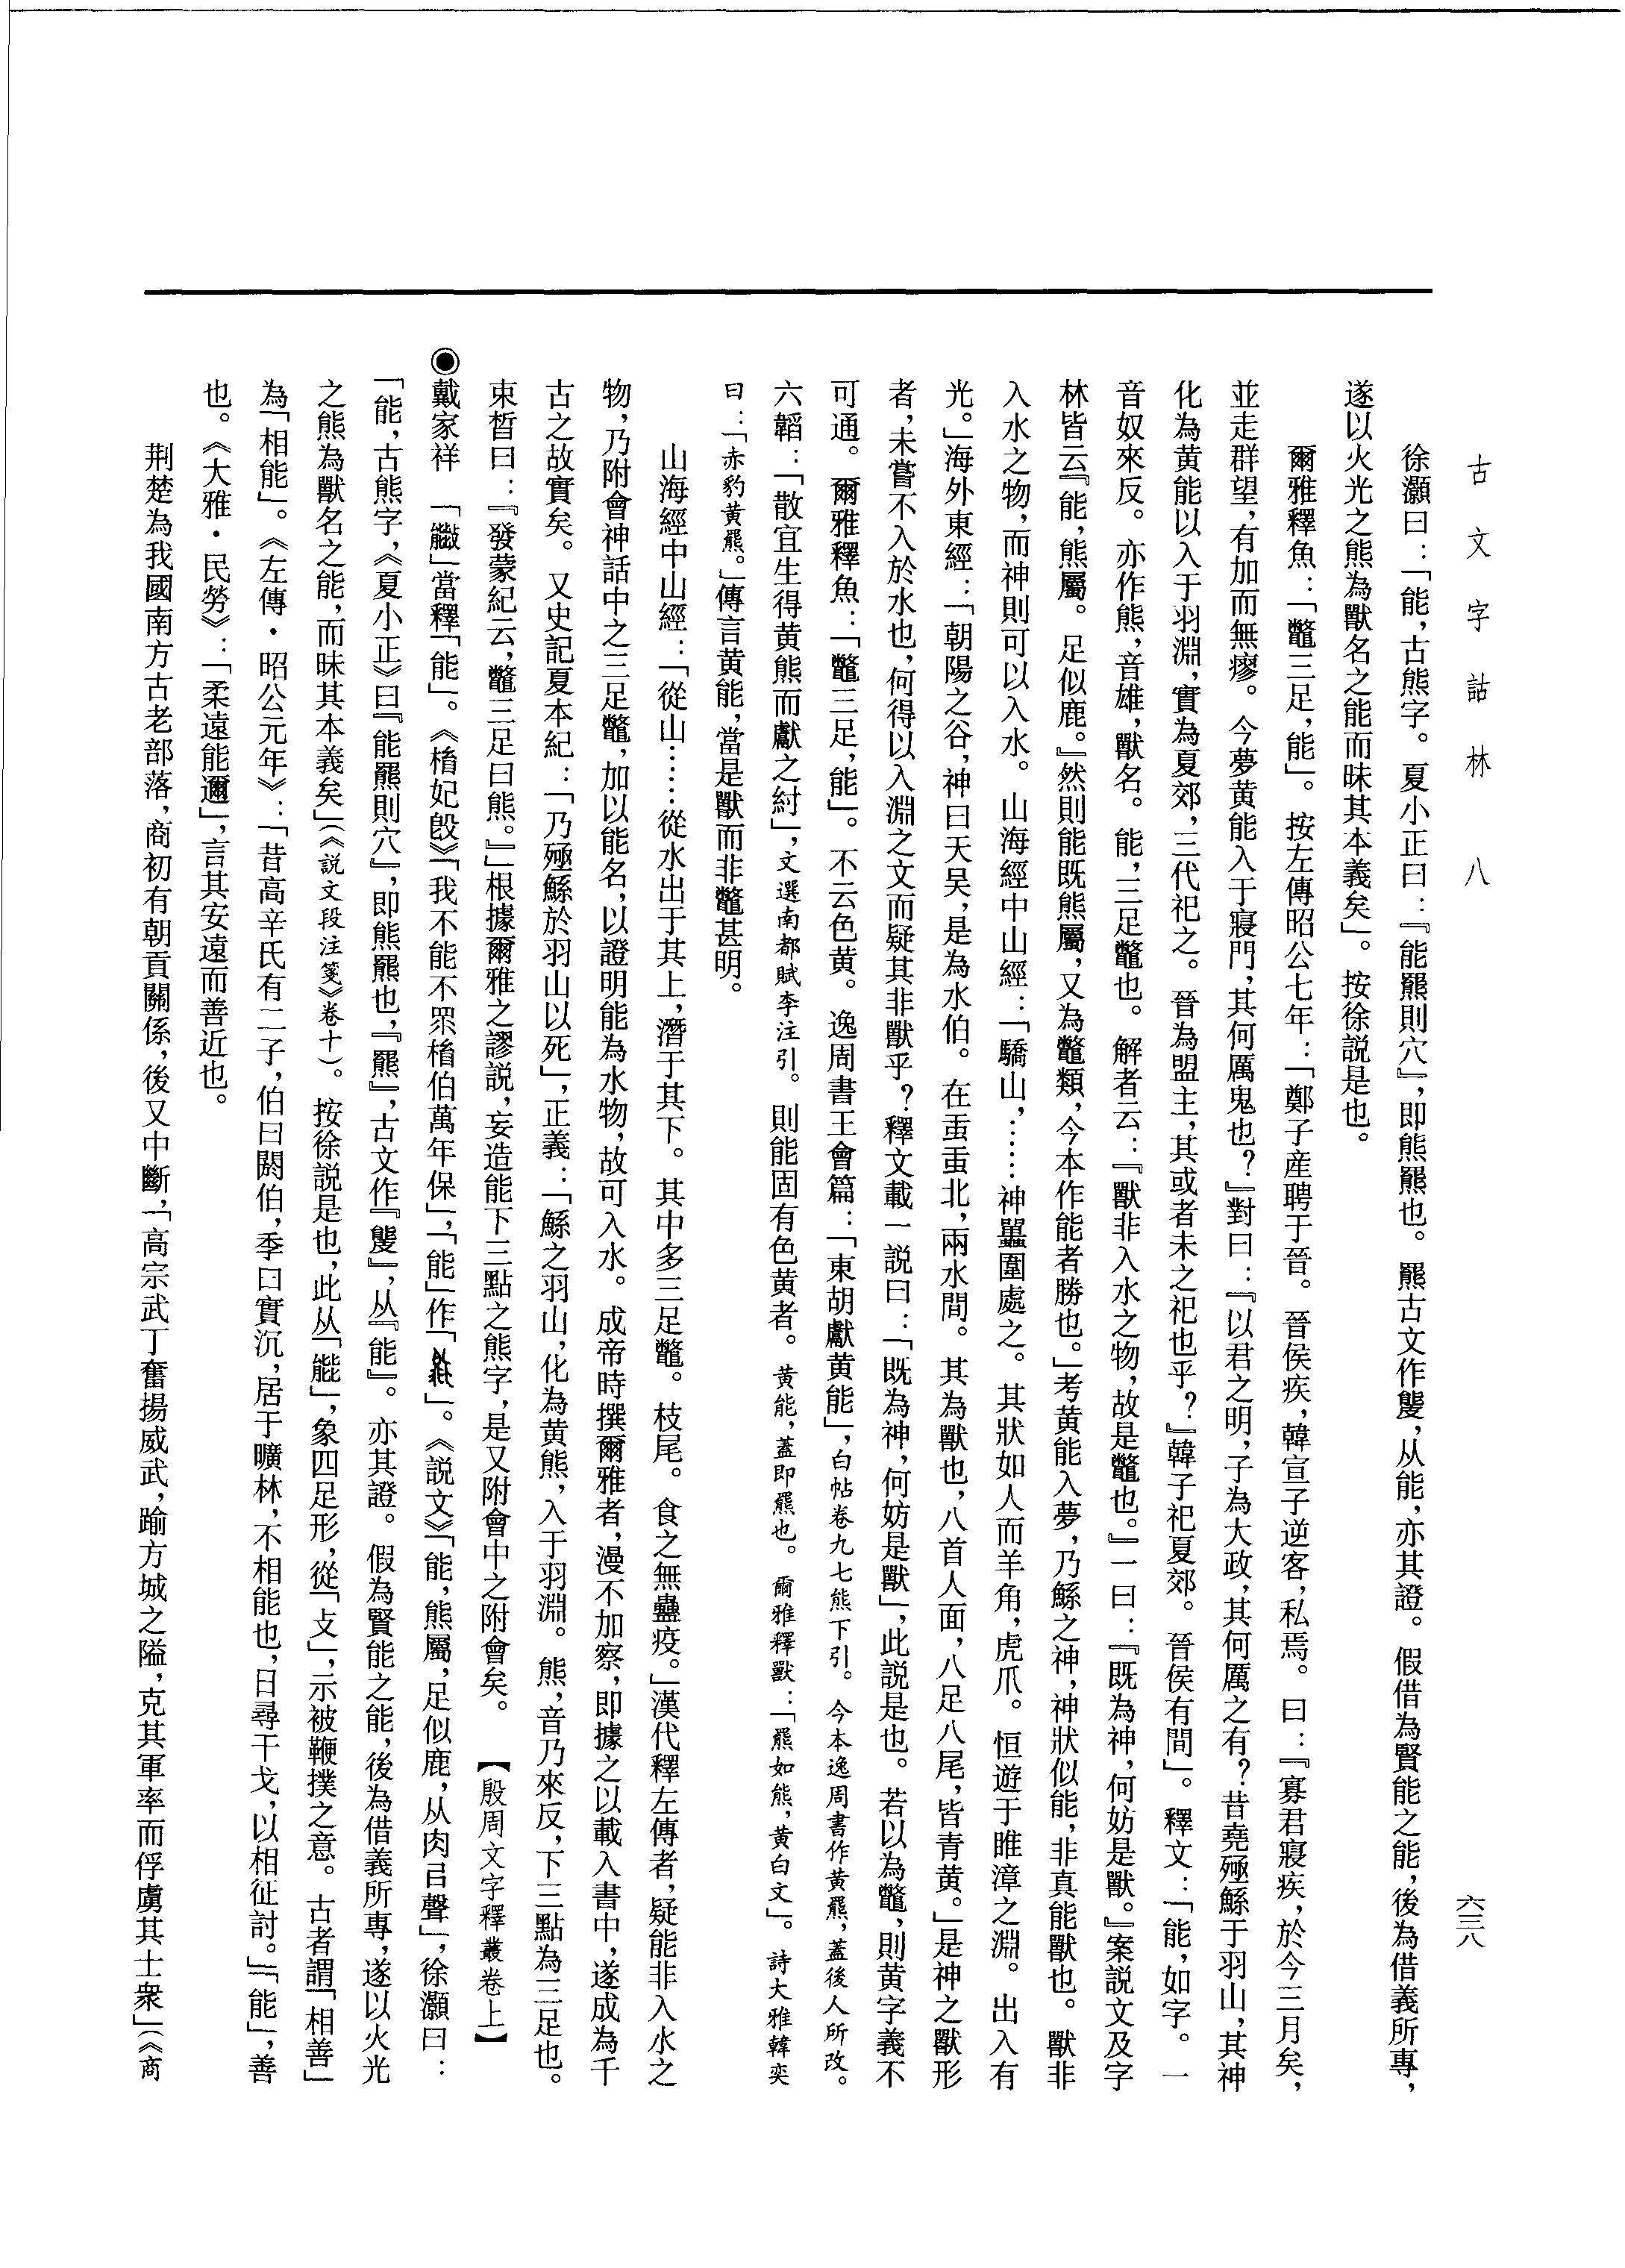 古文字詁林　八
六三八
徐灝曰：「能，古熊字。夏小正曰：『能羆則穴』，即熊羆也。羆古文作𤠾，从能，亦其證。假借為賢能之能，後為借義所專，
遂以火光之熊為獸名之能而昧其本義矣」。按徐説是也。
爾雅釋魚：「鼈三足，能」。按左傳昭公七年：「鄭子産聘于晉。晉侯疾，韓宣子逆客，私焉。曰：『寡君寢疾，於今三月矣，
並走群望，有加而無瘳。今夢黄能入于寢門，其何厲鬼也？』對曰：『以君之明，子為大政，其何厲之有？昔堯殛鯀于羽山，其神
化為黄能以入于羽淵，實為夏郊，三代祀之。晉為盟主，其或者未之祀也乎？』韓子祀夏郊。晉侯有間」。釋文：「能，如字。一
音奴來反。亦作熊，音雄，獸名。能，三足鼈也。解者云：『獸非入水之物，故是鼈也。』一曰：『既為神，何妨是獸。』案説文及字
林皆云『能，熊屬。足似鹿。』然則能既熊屬，又為鼈類，今本作能者勝也。」考黄能入夢，乃鯀之神，神狀似能，非真能獸也。獸非
入水之物，而神則可以入水。山海經中山經：「驕山，……神𧕦圍處之。其狀如人而羊角，虎爪。恒遊于睢漳之淵。出入有
光。」海外東經：「朝陽之谷，神曰天吴，是為水伯。在𧈫𧈫北，兩水間。其為獸也，八首人面，八足八尾，皆青黄。」是神之獸形
者，未嘗不入於水也，何得以入淵之文而疑其非獸乎？釋文載一説曰：「既為神，何妨是獸」，此説是也。若以為鼈，則黄字義不
可通。爾雅釋魚：「鼈三足，能」。不云色黄。逸周書王會篇：「東胡獻黄能」，白帖卷九七熊下引。今本逸周書作黄羆，蓋後人所改。
六韜：「散宜生得黄熊而獻之紂」，文選南都賦李注引。則能固有色黄者。黄能，蓋即羆也。爾雅釋獸：「羆如熊，黄白文」。詩大雅韓奕
曰：「赤豹黄羆。」傳言黄能，當是獸而非鼈甚明。
山海經中山經：「從山……從水出于其上，潛于其下。其中多三足鼈。枝尾。食之無蠱疫。」漢代釋左傳者，疑能非入水之
物，乃附會神話中之三足鼈，加以能名，以證明能為水物，故可入水。成帝時撰爾雅者，漫不加察，即據之以載入書中，遂成為千
古之故實矣。又史記夏本紀：「乃殛鯀於羽山以死」，正義：「鯀之羽山，化為黄熊，入于羽淵。熊，音乃來反，下三點為三足也。
束皙曰：『發蒙紀云，鼈三足曰熊。』」根據爾雅之謬説，妄造能下三點之熊字，是又附會中之附會矣。　【殷周文字釋叢卷上】
◉戴家祥　「」當釋「能」。《𣪘》「我不能不眔伯萬年保」，「能」作「」。《説文》「能，熊屬，足似鹿，从肉㠯聲」，徐灝曰：
「能，古熊字，《夏小正》曰『能羆則穴』，即熊羆也，『羆』，古文作『𤠾』，从『能』。亦其證。假為賢能之能，後為借義所專，遂以火光
之熊為獸名之能，而昧其本義矣」（《説文段注箋》卷十）。按徐説是也，此从「能」，象四足形，從「攴」，示被鞭撲之意。古者謂「相善」
為「相能」。《左傳・昭公元年》：「昔高辛氏有二子，伯曰閼伯，季曰實沉，居于曠林，不相能也，日尋干戈，以相征討。」「能」，善
也。《大雅・民勞》：「柔遠能邇」，言其安遠而善近也。
荆楚為我國南方古老部落，商初有朝貢關係，後又中斷，「高宗武丁奮揚威武，踰方城之隘，克其軍率而俘虜其士衆」（《商